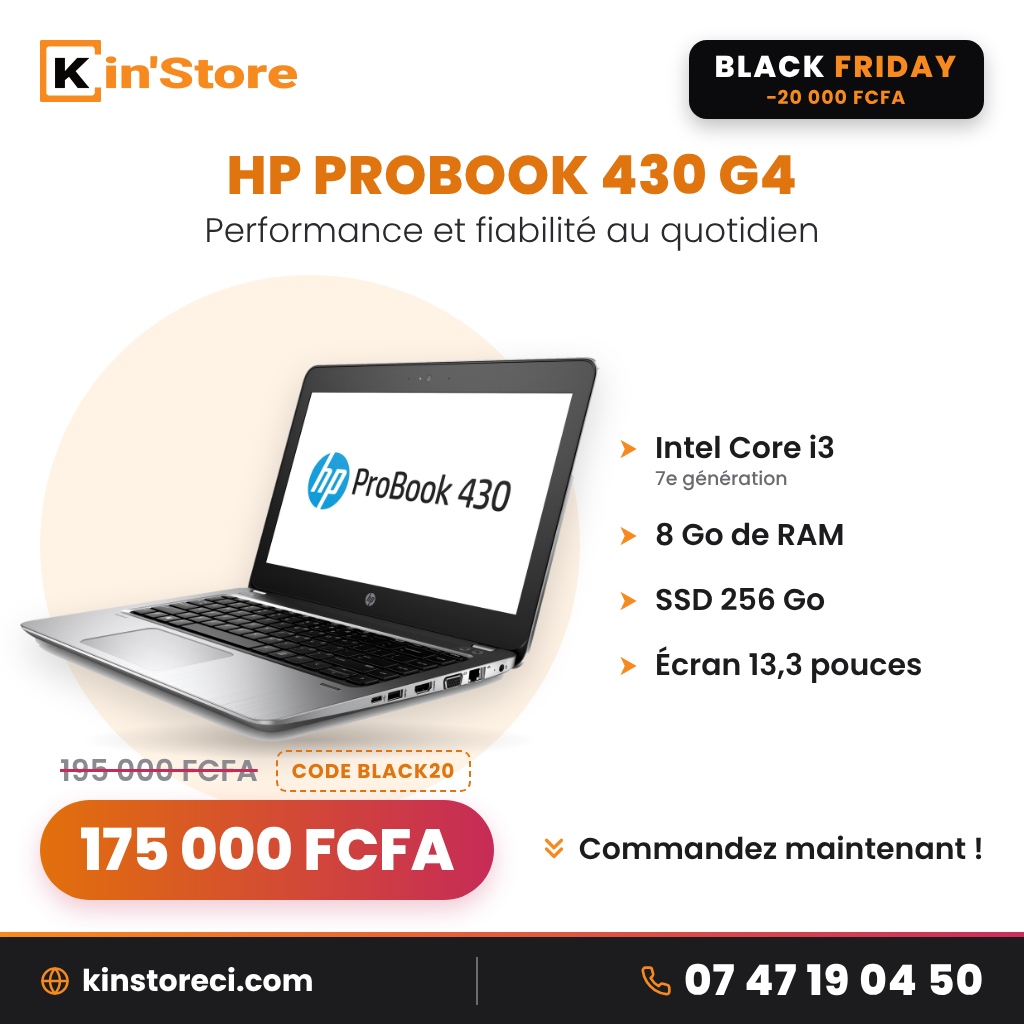 Kin'Store
BLACK FRIDAY
-20 000 FCFA
HP PROBOOK 430 G4
Performance et fiabilité au quotidien
hp ProBook 430
hp
Intel Core i3
7e génération
8 Go de RAM
SSD 256 Go
Écran 13,3 pouces
195 000 FCFA
CODE BLACK20
175 000 FCFA
Commandez maintenant !
kinstoreci.com
07 47 19 04 50